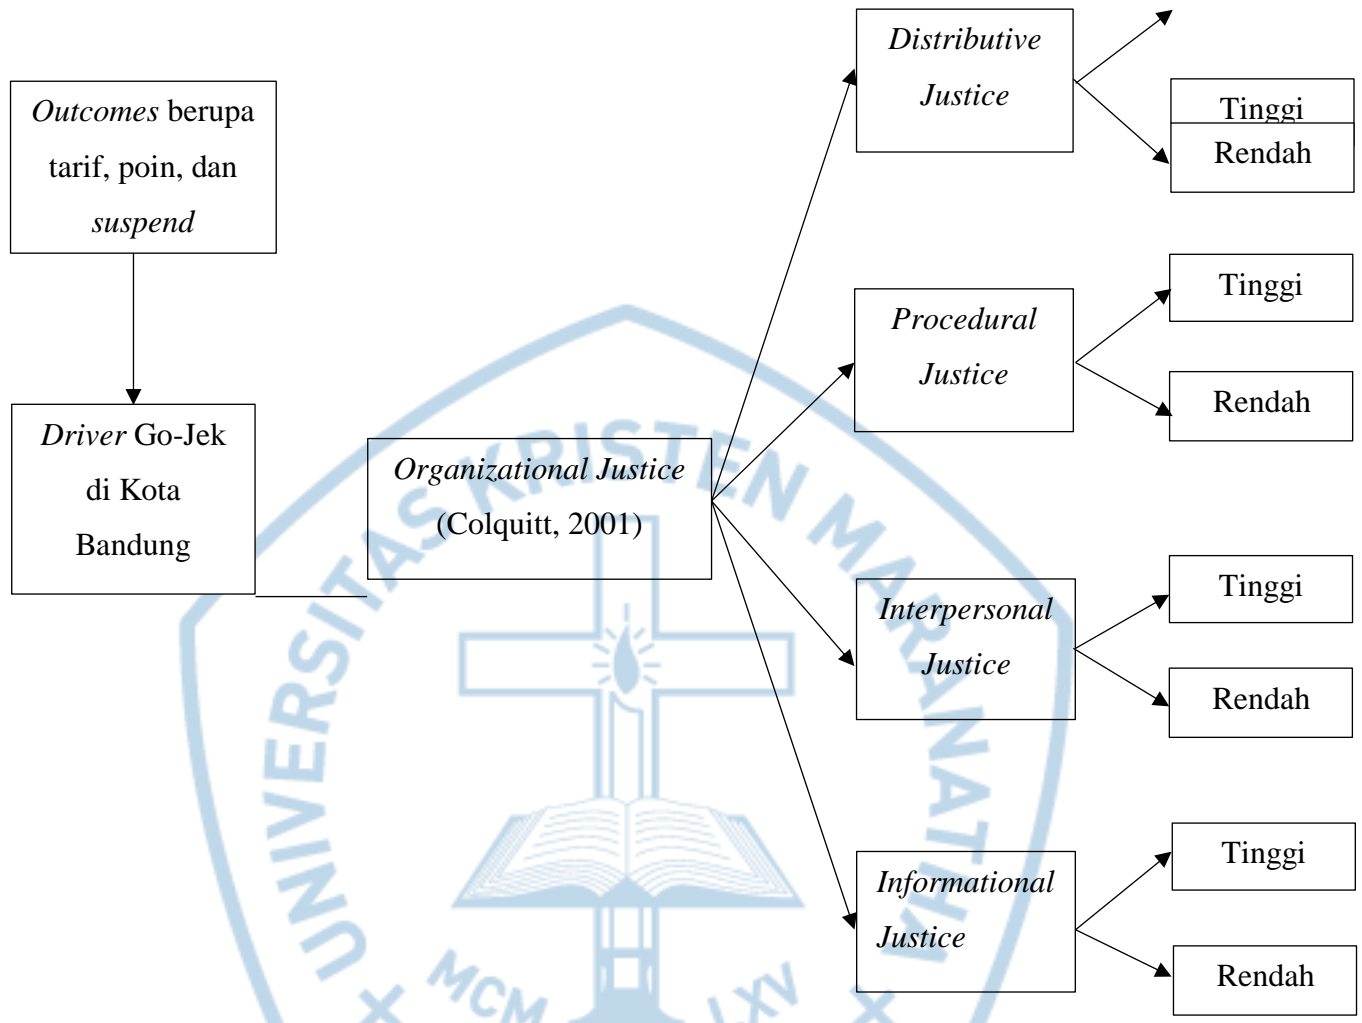 Outcomes berupa
tarif, poin, dan
suspend
Driver Go-Jek
di Kota
Bandung
Organizational Justice
(Colquitt, 2001)
Distributive
Justice
Tinggi
Rendah
Procedural
Justice
Tinggi
Rendah
Interpersonal
Justice
Tinggi
Rendah
Informational
Justice
Tinggi
Rendah
UNIVERSITAS KRISTEN MARANATHA
MCM LXV